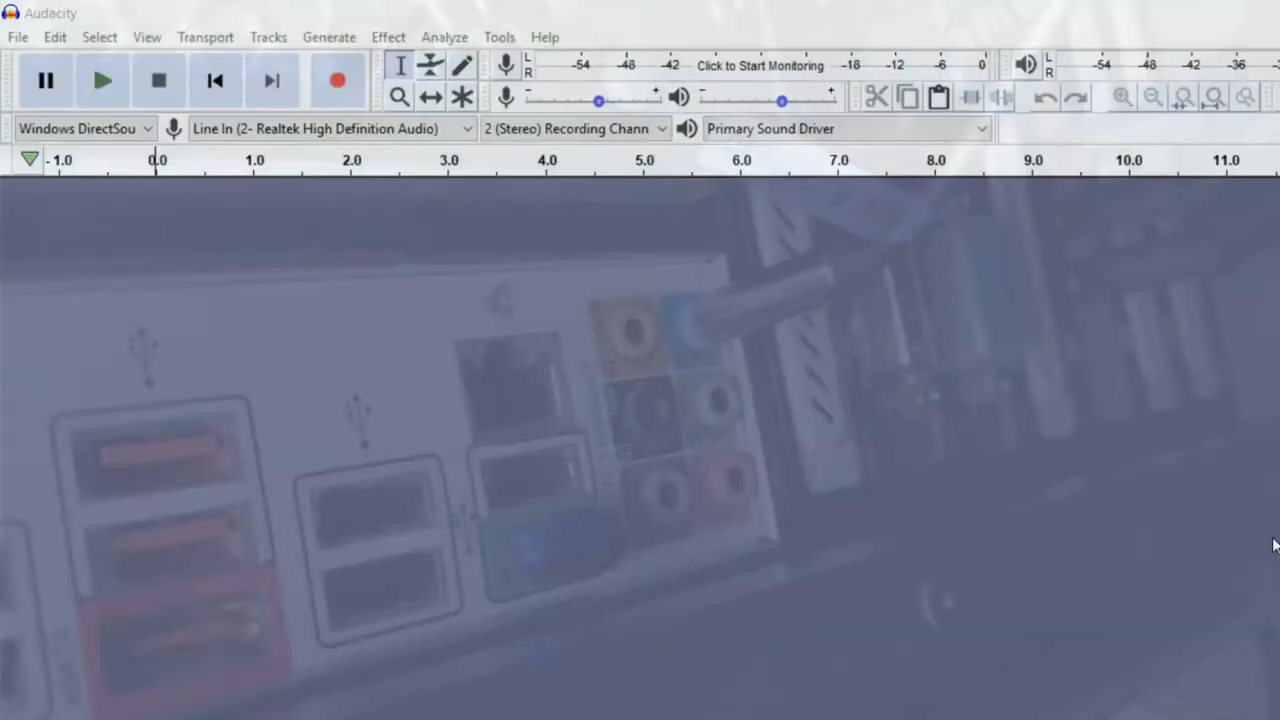 Audacity
File Edit Select View Transport Tracks Generate Effect Analyze Tools Help
L R -54 -48 -42 Click to Start Monitoring -18 -12 -6 0 L R -54 -48 -42 -36
- + - +
Windows DirectSou Line In (2- Realtek High Definition Audio) 2 (Stereo) Recording Chann Primary Sound Driver
- 1.0 0.0 1.0 2.0 3.0 4.0 5.0 6.0 7.0 8.0 9.0 10.0 11.0